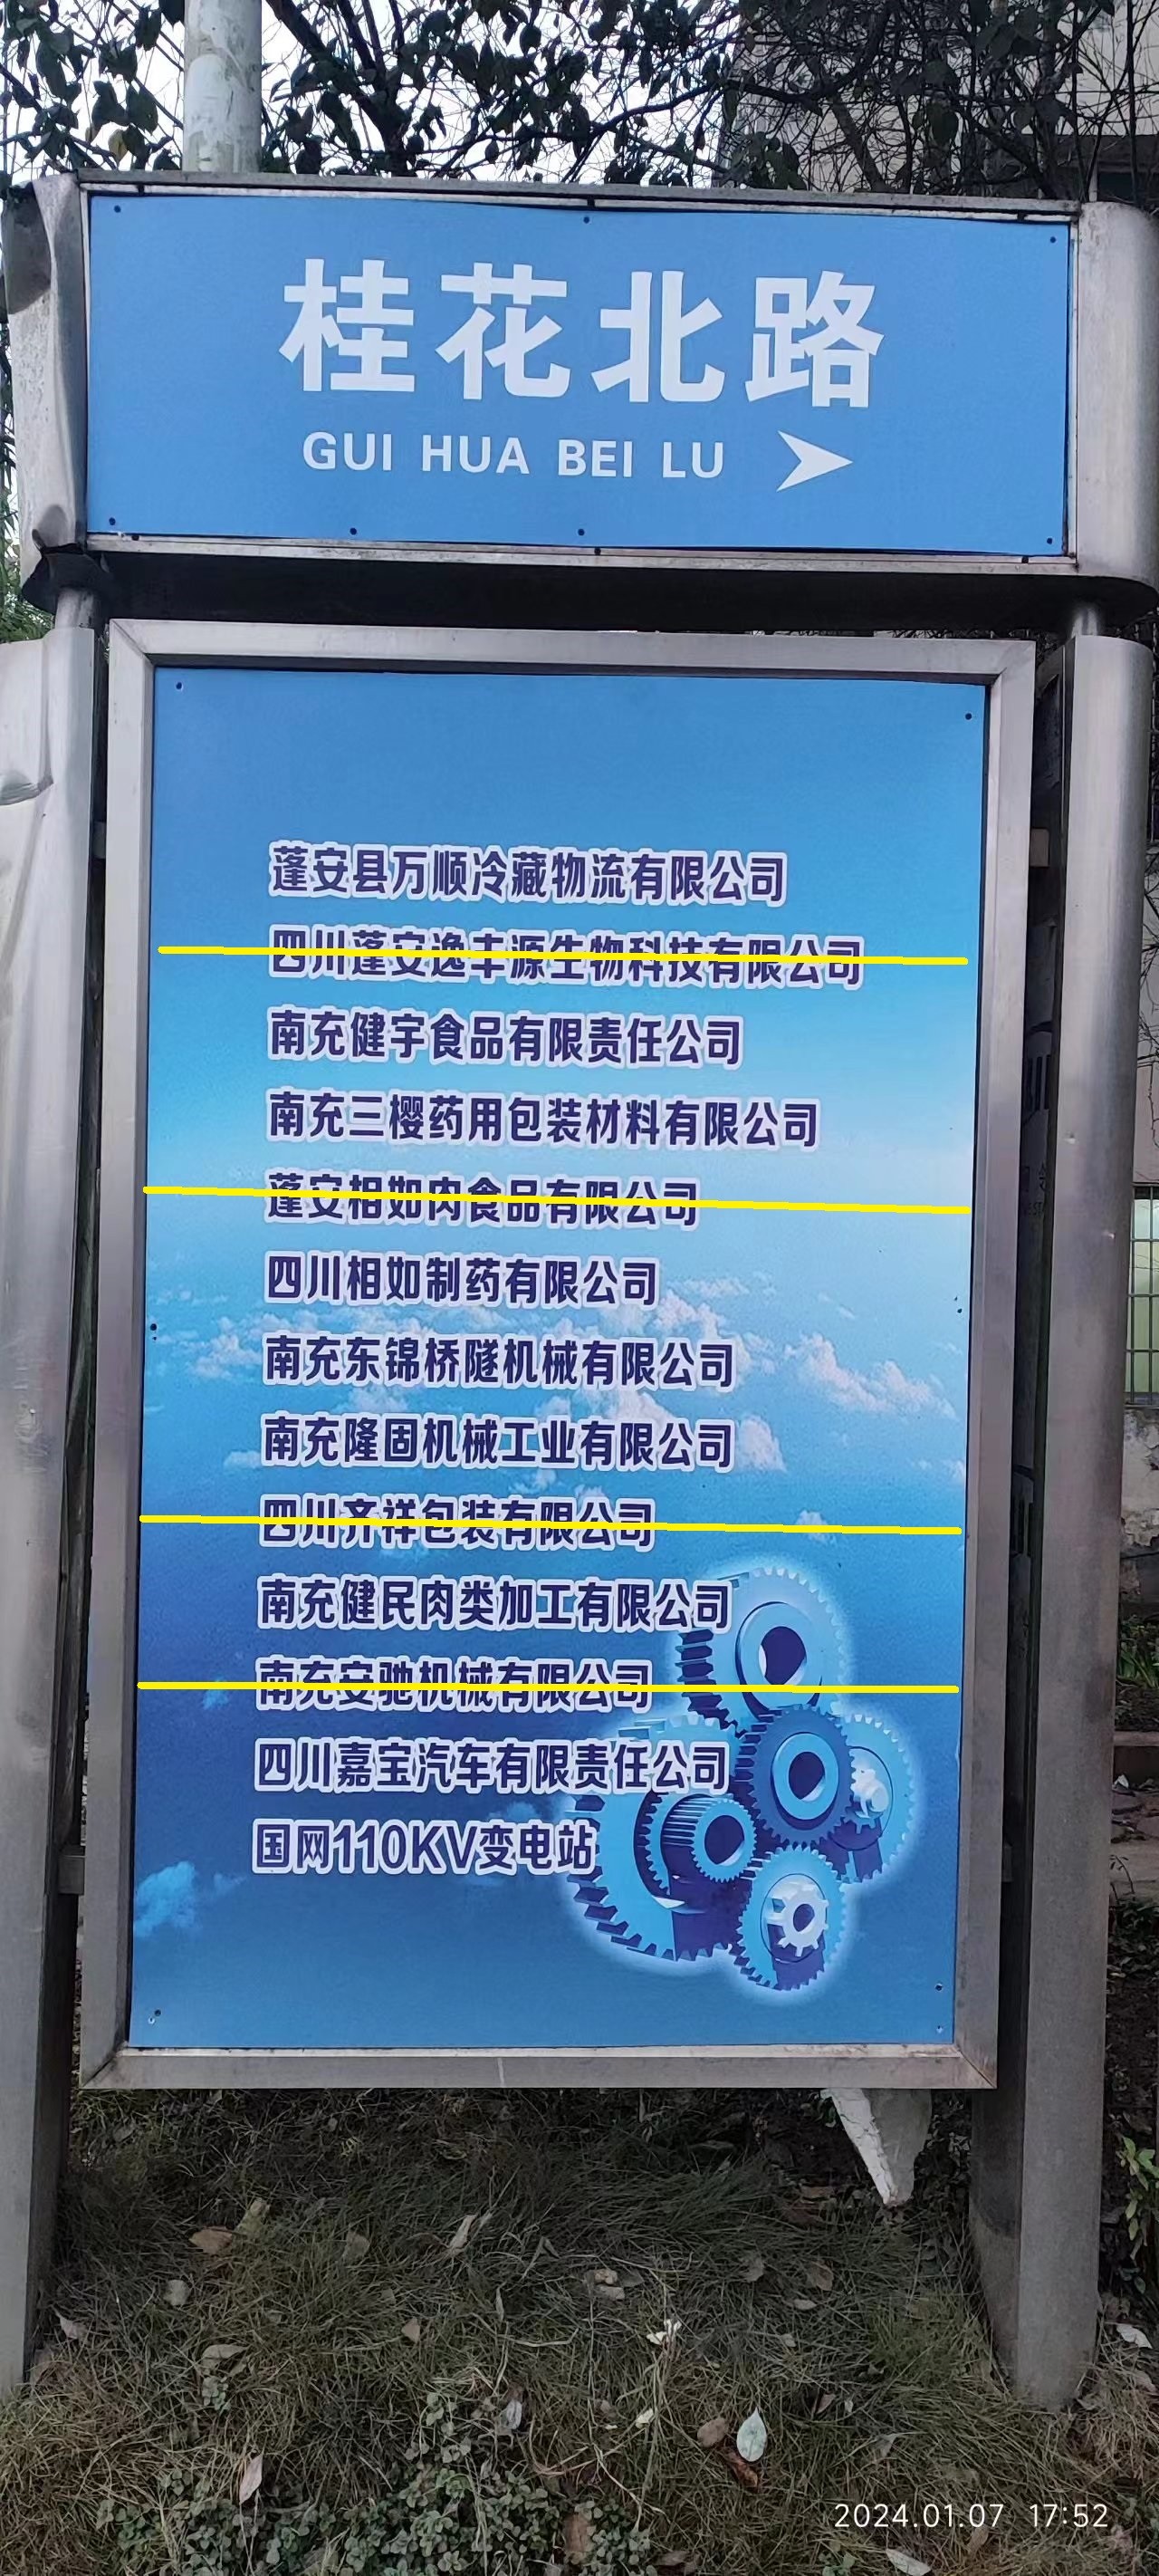 桂花北路
GUI HUA BEI LU
蓬安县万顺冷藏物流有限公司
四川蓬安逸丰源生物科技有限公司
南充健宇食品有限责任公司
南充三樱药用包装材料有限公司
蓬安相如肉食品有限公司
四川相如制药有限公司
南充东锦桥隧机械有限公司
南充隆固机械工业有限公司
四川齐祥包装有限公司
南充健民肉类加工有限公司
南充安驰机械有限公司
四川嘉宝汽车有限责任公司
国网110KV变电站
2024.01.07 17:52